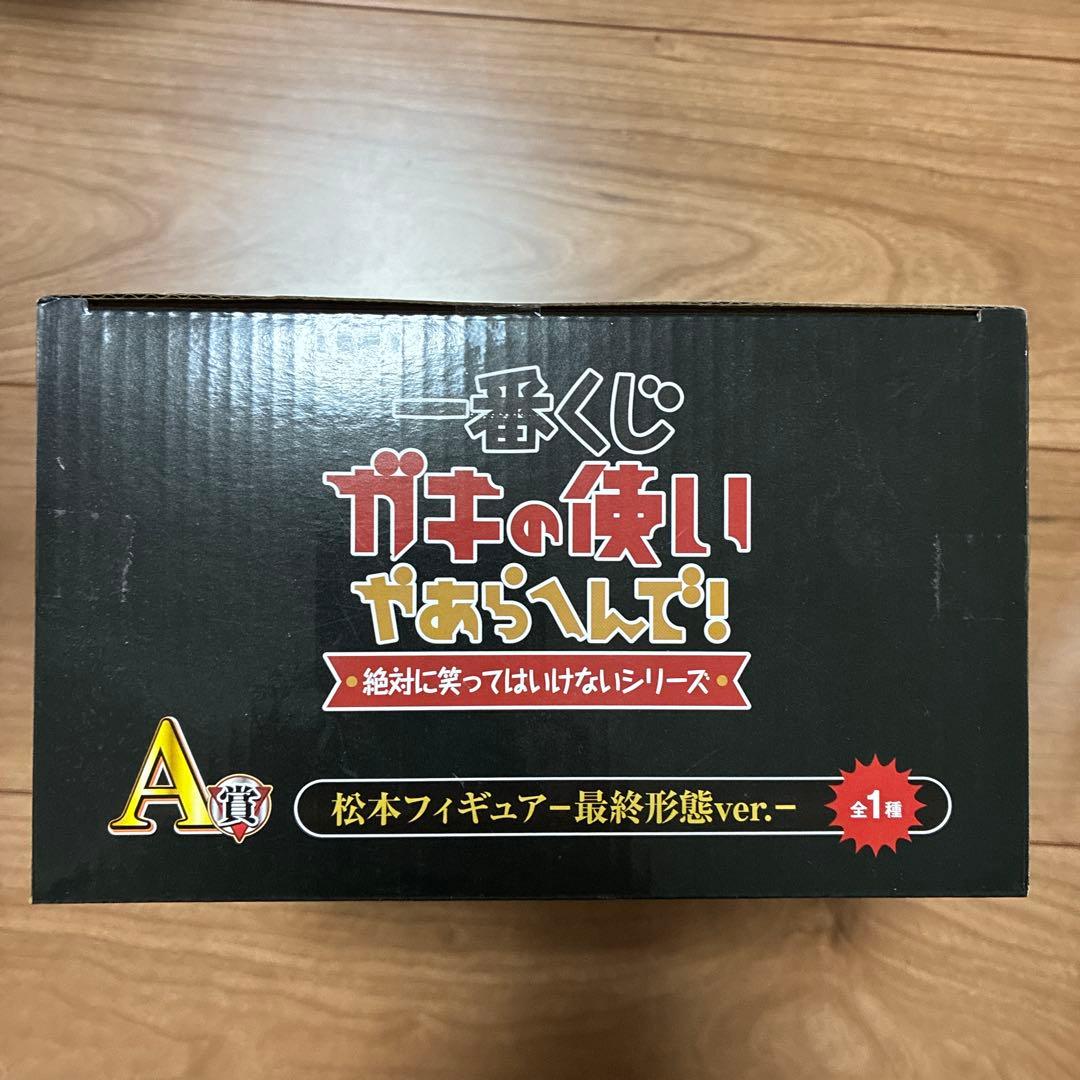 一番くじ
ガキの使い
やあらへんで!
・絶対に笑ってはいけないシリーズ・
A賞 松本フィギュアー最終形態ver.ー 全1種